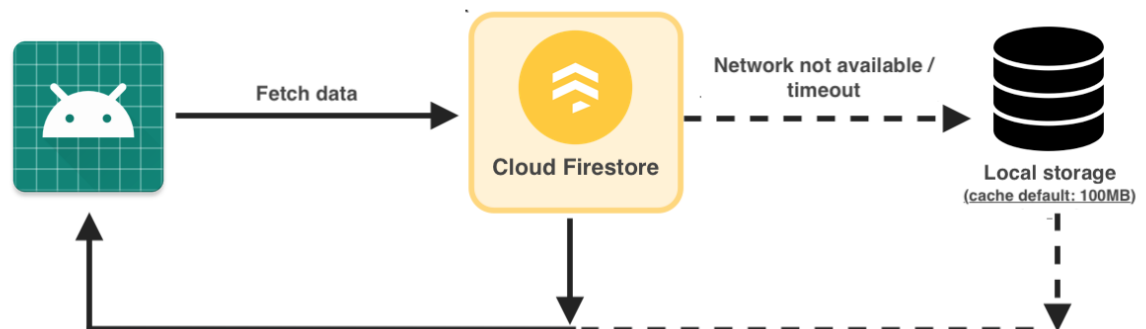 Fetch data
Cloud Firestore
Network not available /
timeout
Local storage
(cache default: 100MB)